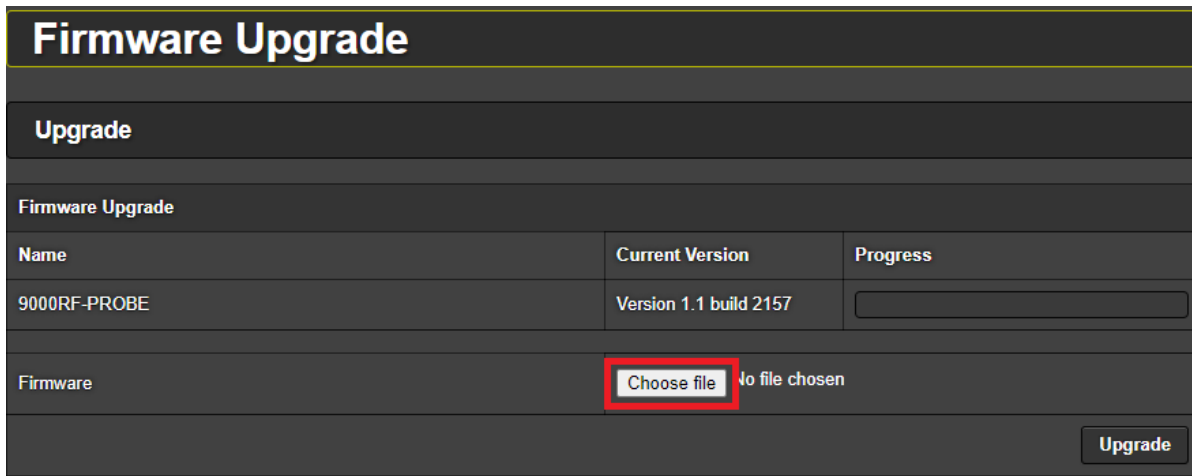 Firmware Upgrade
Upgrade
Firmware Upgrade
Name Current Version Progress
9000RF-PROBE Version 1.1 build 2157
Firmware Choose file No file chosen
Upgrade